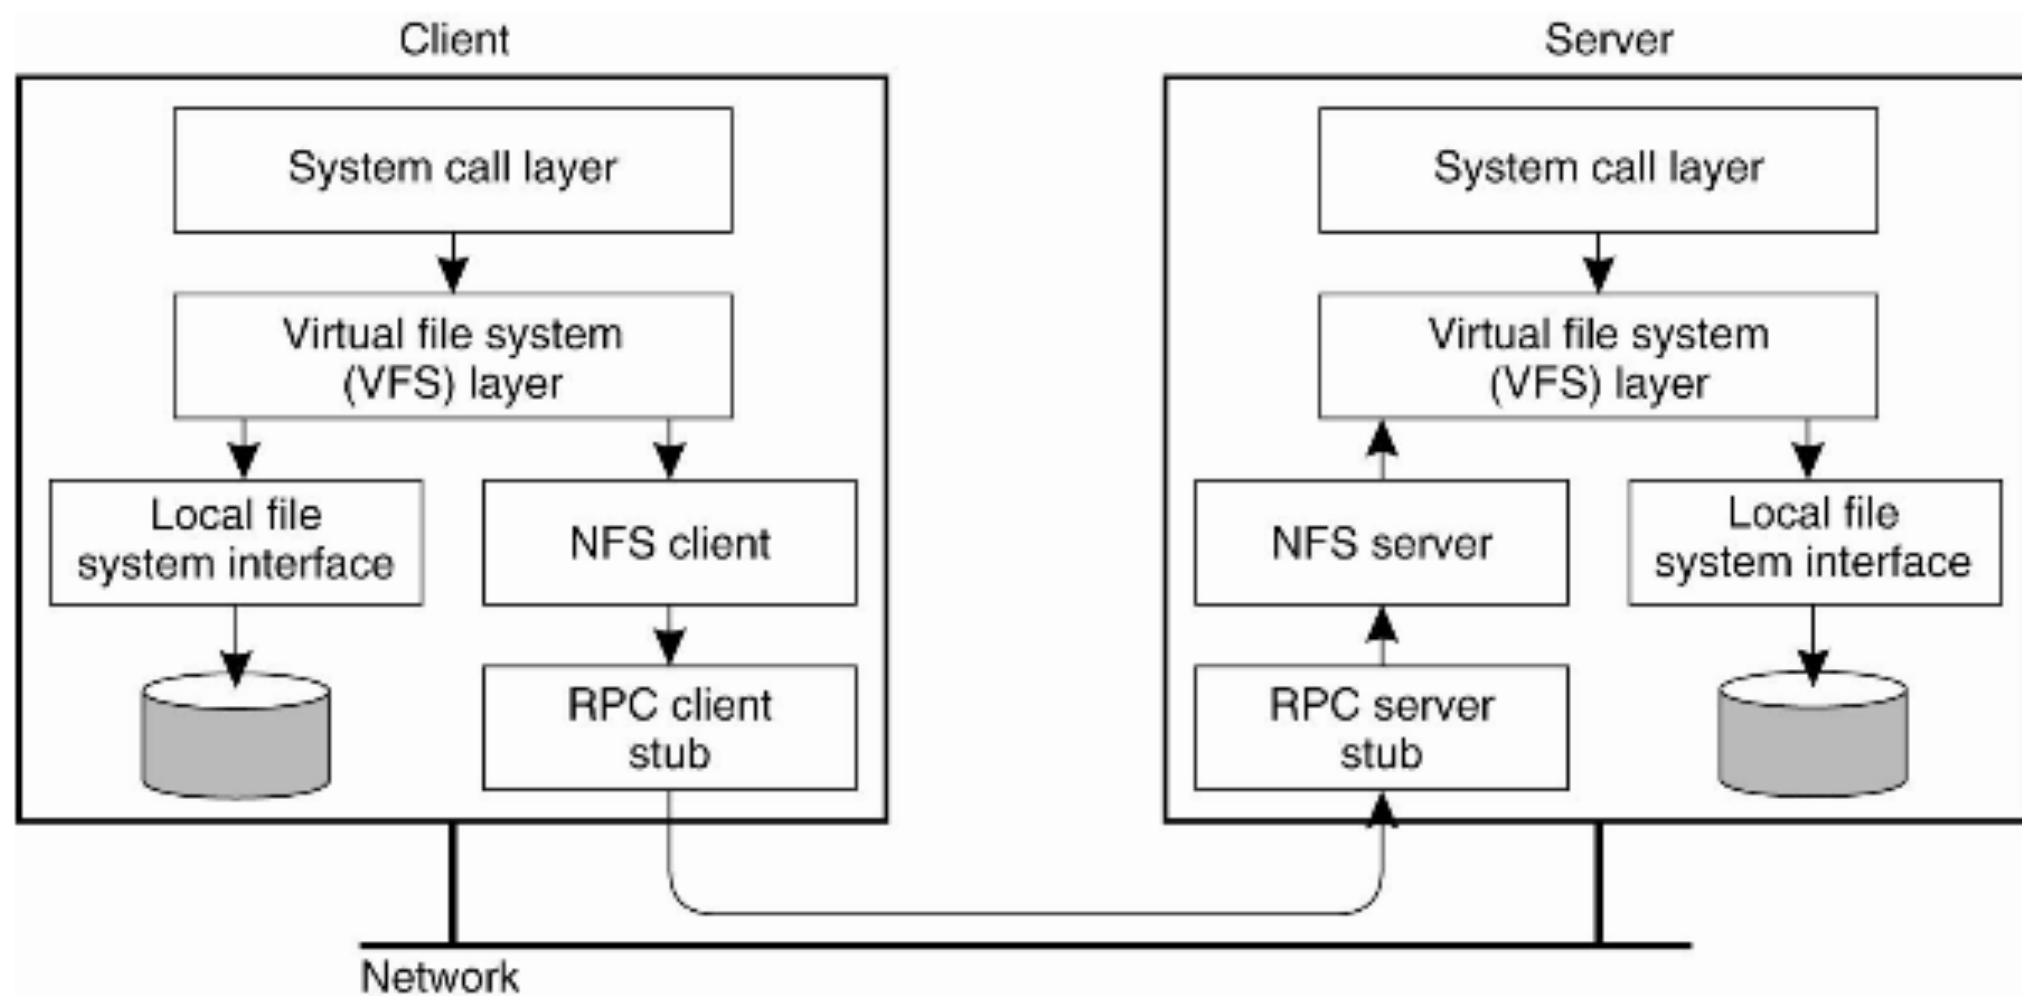 Client
Server
System call layer
System call layer
Virtual file system
(VFS) layer
Virtual file system
(VFS) layer
Local file
system interface
NFS client
NFS server
Local file
system interface
RPC client
stub
RPC server
stub
Network